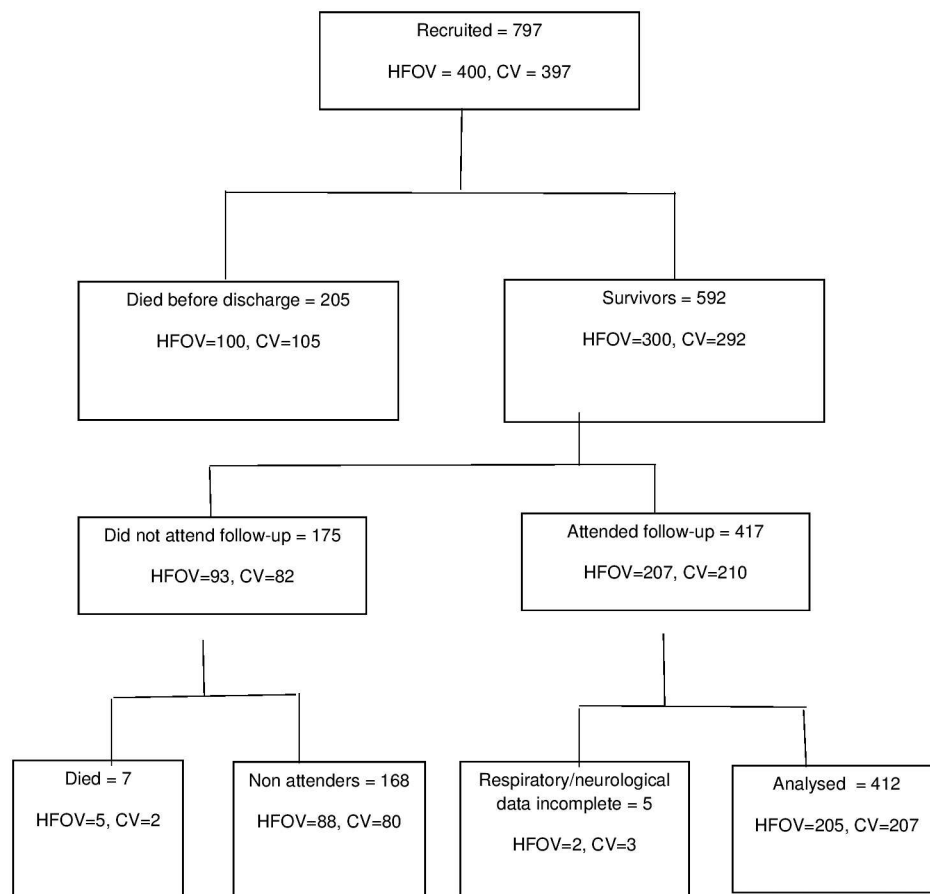 Recruited = 797
HFOV = 400, CV = 397
Died before discharge = 205
HFOV=100, CV=105
Survivors = 592
HFOV=300, CV=292
Did not attend follow-up = 175
HFOV=93, CV=82
Attended follow-up = 417
HFOV=207, CV=210
Died = 7
HFOV=5, CV=2
Non attenders = 168
HFOV=88, CV=80
Respiratory/neurological
data incomplete = 5
HFOV=2, CV=3
Analysed = 412
HFOV=205, CV=207